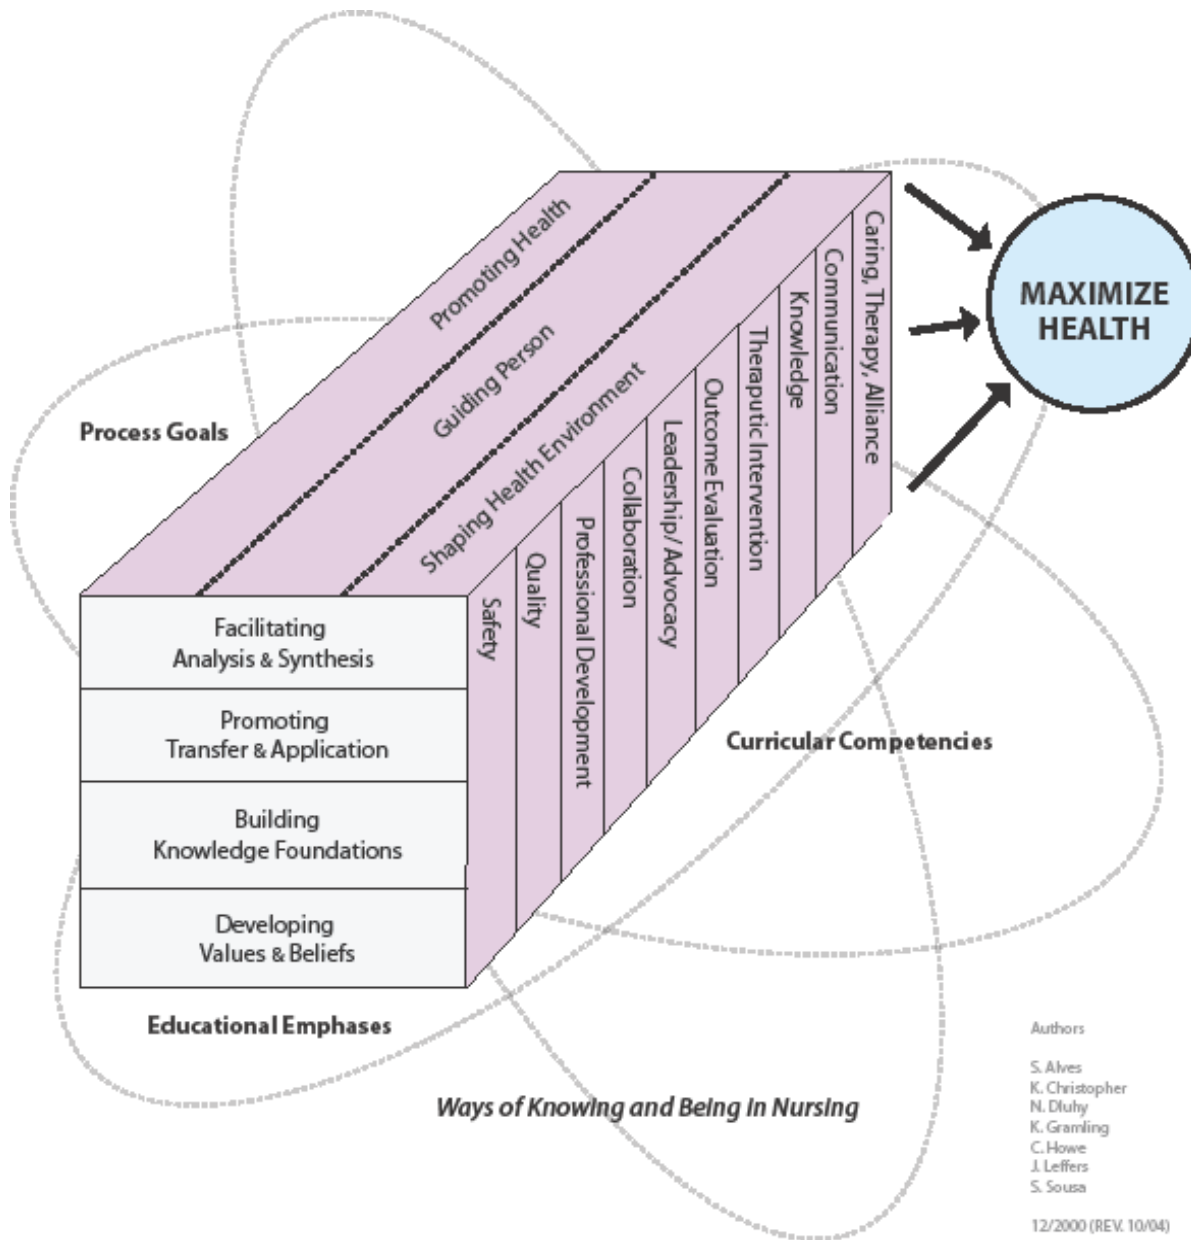 Promoting Health
Guiding Person
Shaping Health Environment
Process Goals
MAXIMIZE
HEALTH
Facilitating
Analysis & Synthesis
Promoting
Transfer & Application
Building
Knowledge Foundations
Developing
Values & Beliefs
Educational Emphases
Safety
Quality
Professional Development
Collaboration
Leadership/ Advocacy
Outcome Evaluation
Theraputic Intervention
Knowledge
Communication
Caring, Therapy, Alliance
Curricular Competencies
Ways of Knowing and Being in Nursing
Authors
S. Alves
K. Christopher
N. Dluhy
K. Gramling
C. Howe
J. Leffers
S. Sousa
12/2000 (REV. 10/04)